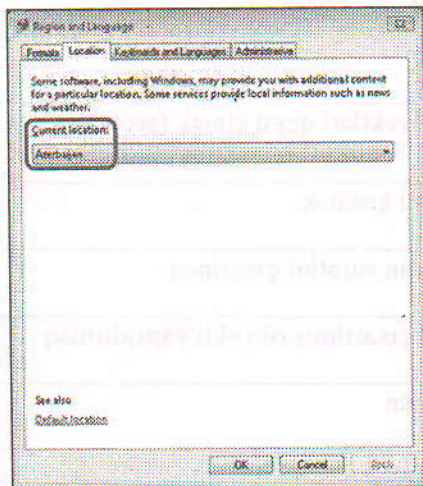 Region and Language
Formats Location Keyboards and Languages Administrative
Some software, including Windows, may provide you with additional content
for a particular location. Some services provide local information such as news
and weather.
Current location:
Azerbaijan
See also
Default location
OK Cancel Apply